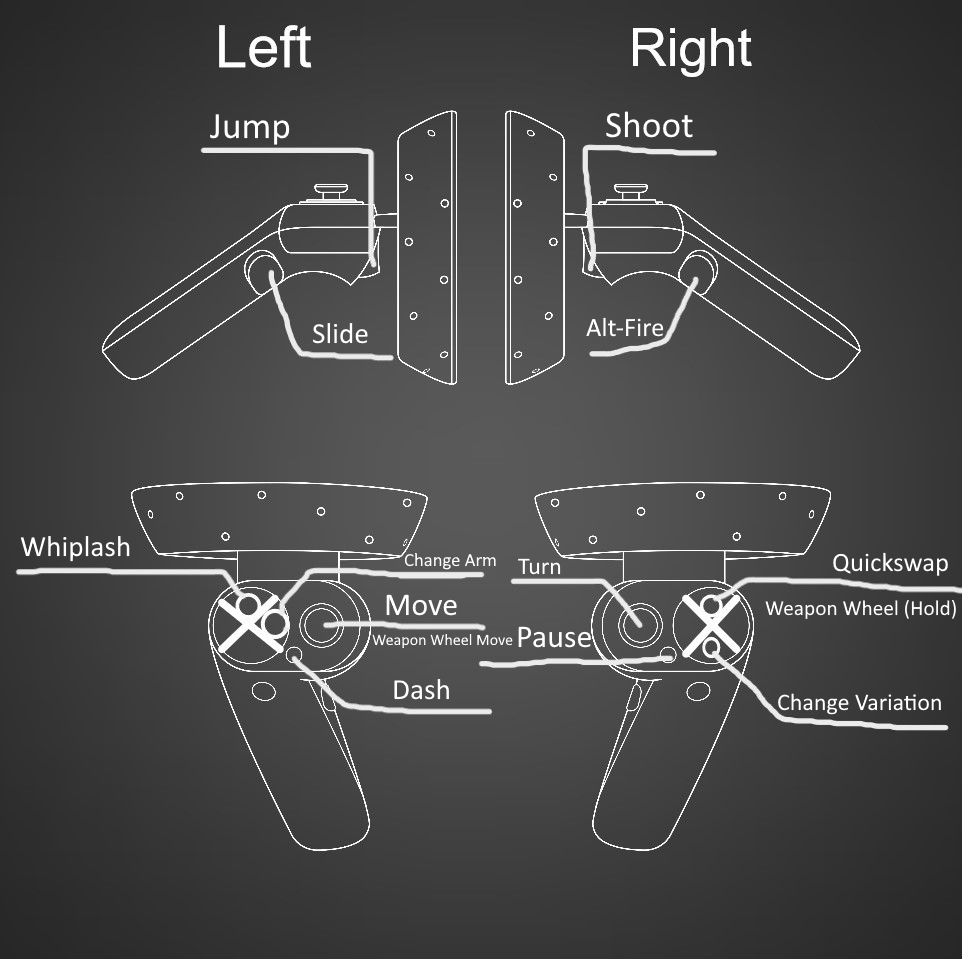 Left
Right
Jump
Shoot
Slide
Alt-Fire
Whiplash
Change Arm
Move
Weapon Wheel Move
Dash
Turn
Pause
Quickswap
Weapon Wheel (Hold)
Change Variation